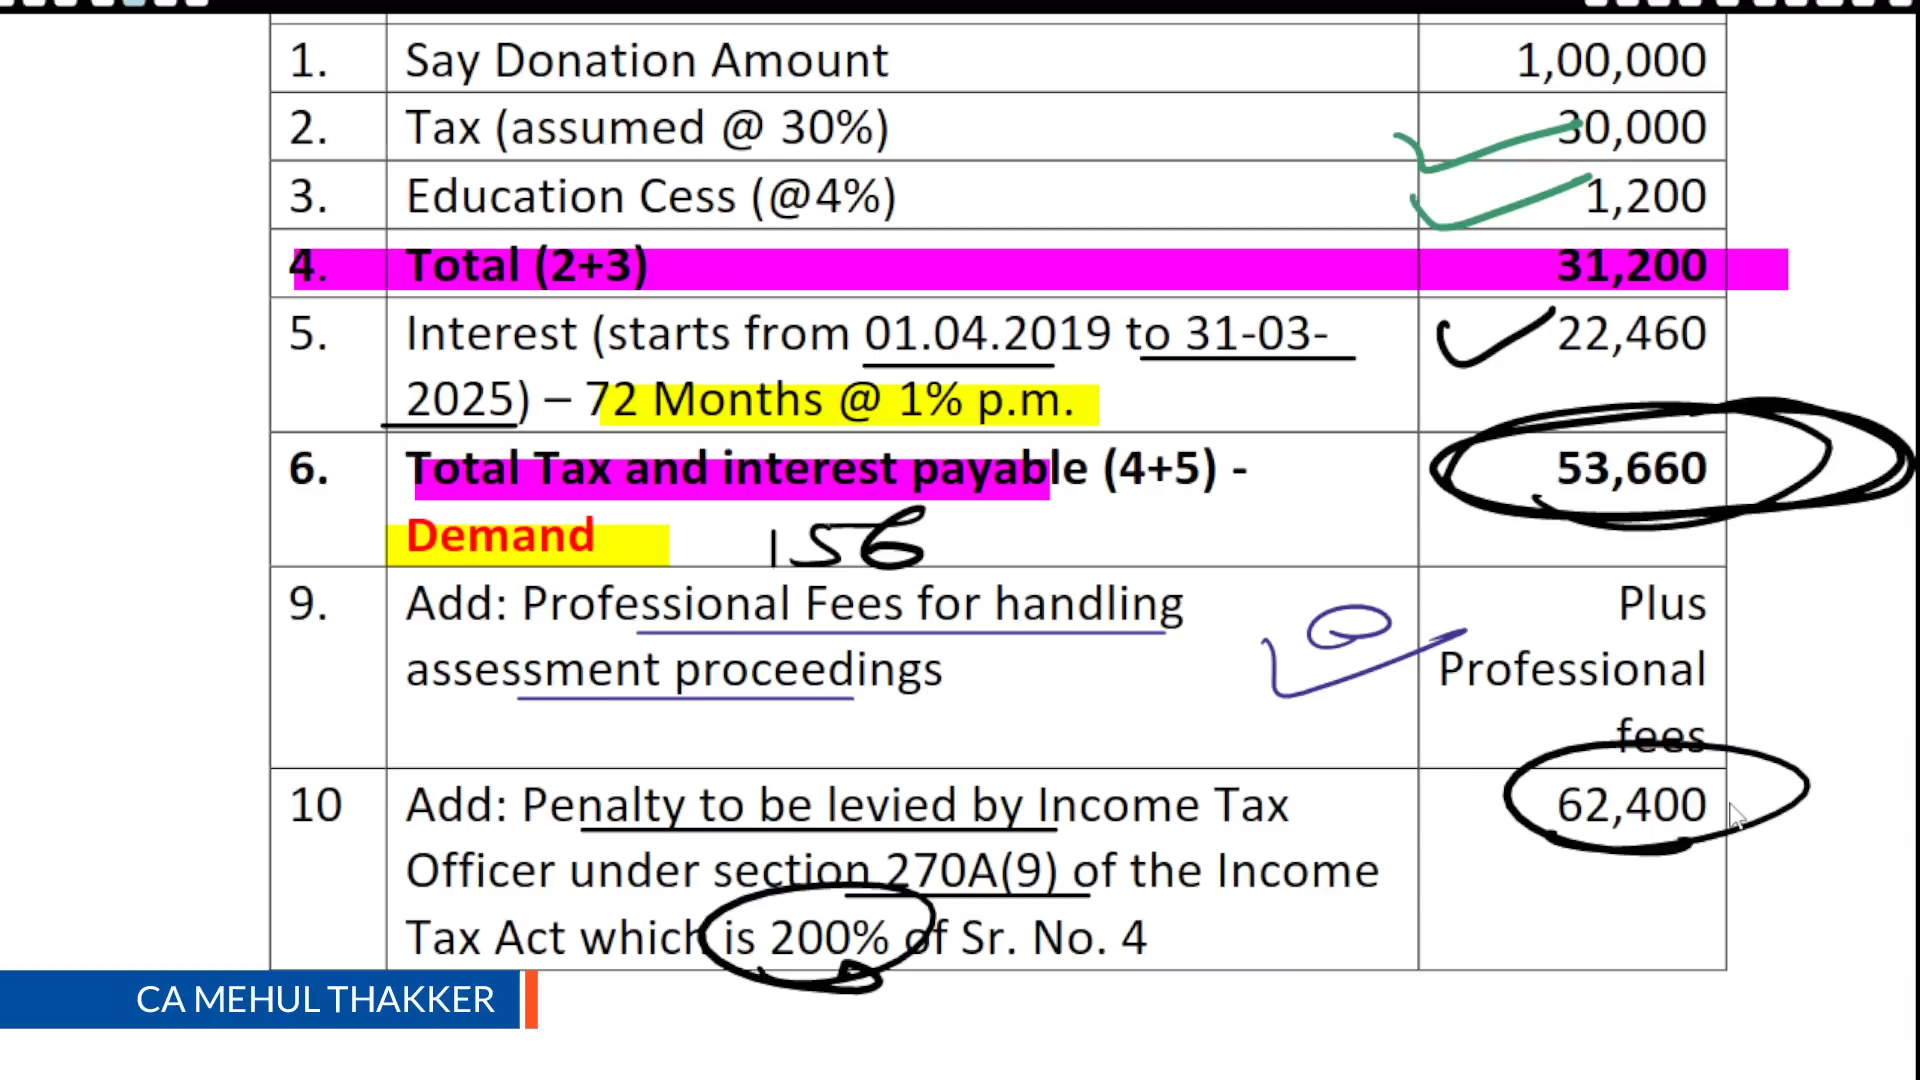 1. Say Donation Amount 1,00,000
2. Tax (assumed @ 30%) 30,000
3. Education Cess (@4%) 1,200
4. Total (2+3) 31,200
5. Interest (starts from 01.04.2019 to 31-03- 22,460
2025) – 72 Months @ 1% p.m.
6. Total Tax and interest payable (4+5) - 53,660
Demand 156
9. Add: Professional Fees for handling Plus
assessment proceedings Professional
fees
10 Add: Penalty to be levied by Income Tax 62,400
Officer under section 270A(9) of the Income
Tax Act which is 200% of Sr. No. 4
CA MEHUL THAKKER